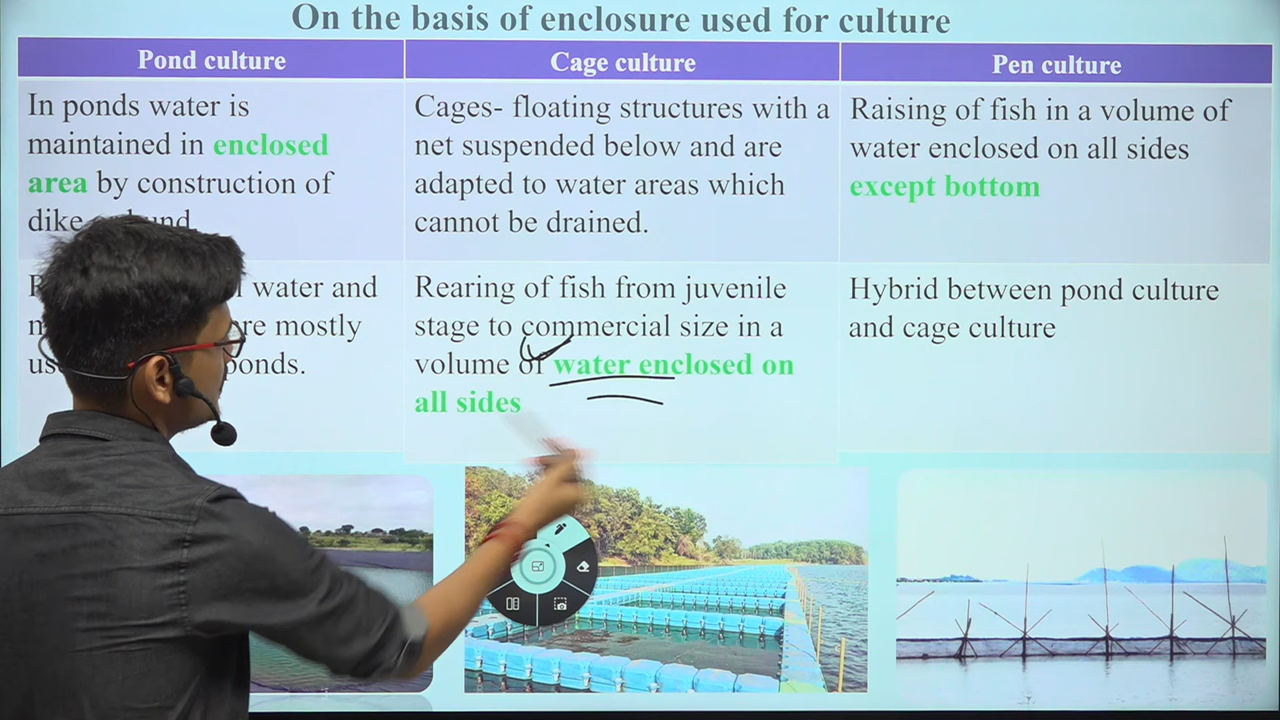 On the basis of enclosure used for culture
Pond culture
Cage culture
Pen culture
In ponds water is
maintained in enclosed
area by construction of
dike
Cages- floating structures with a
net suspended below and are
adapted to water areas which
cannot be drained.
Raising of fish in a volume of
water enclosed on all sides
except bottom
water and
mostly
ponds.
Rearing of fish from juvenile
stage to commercial size in a
volume of water enclosed on
all sides
Hybrid between pond culture
and cage culture